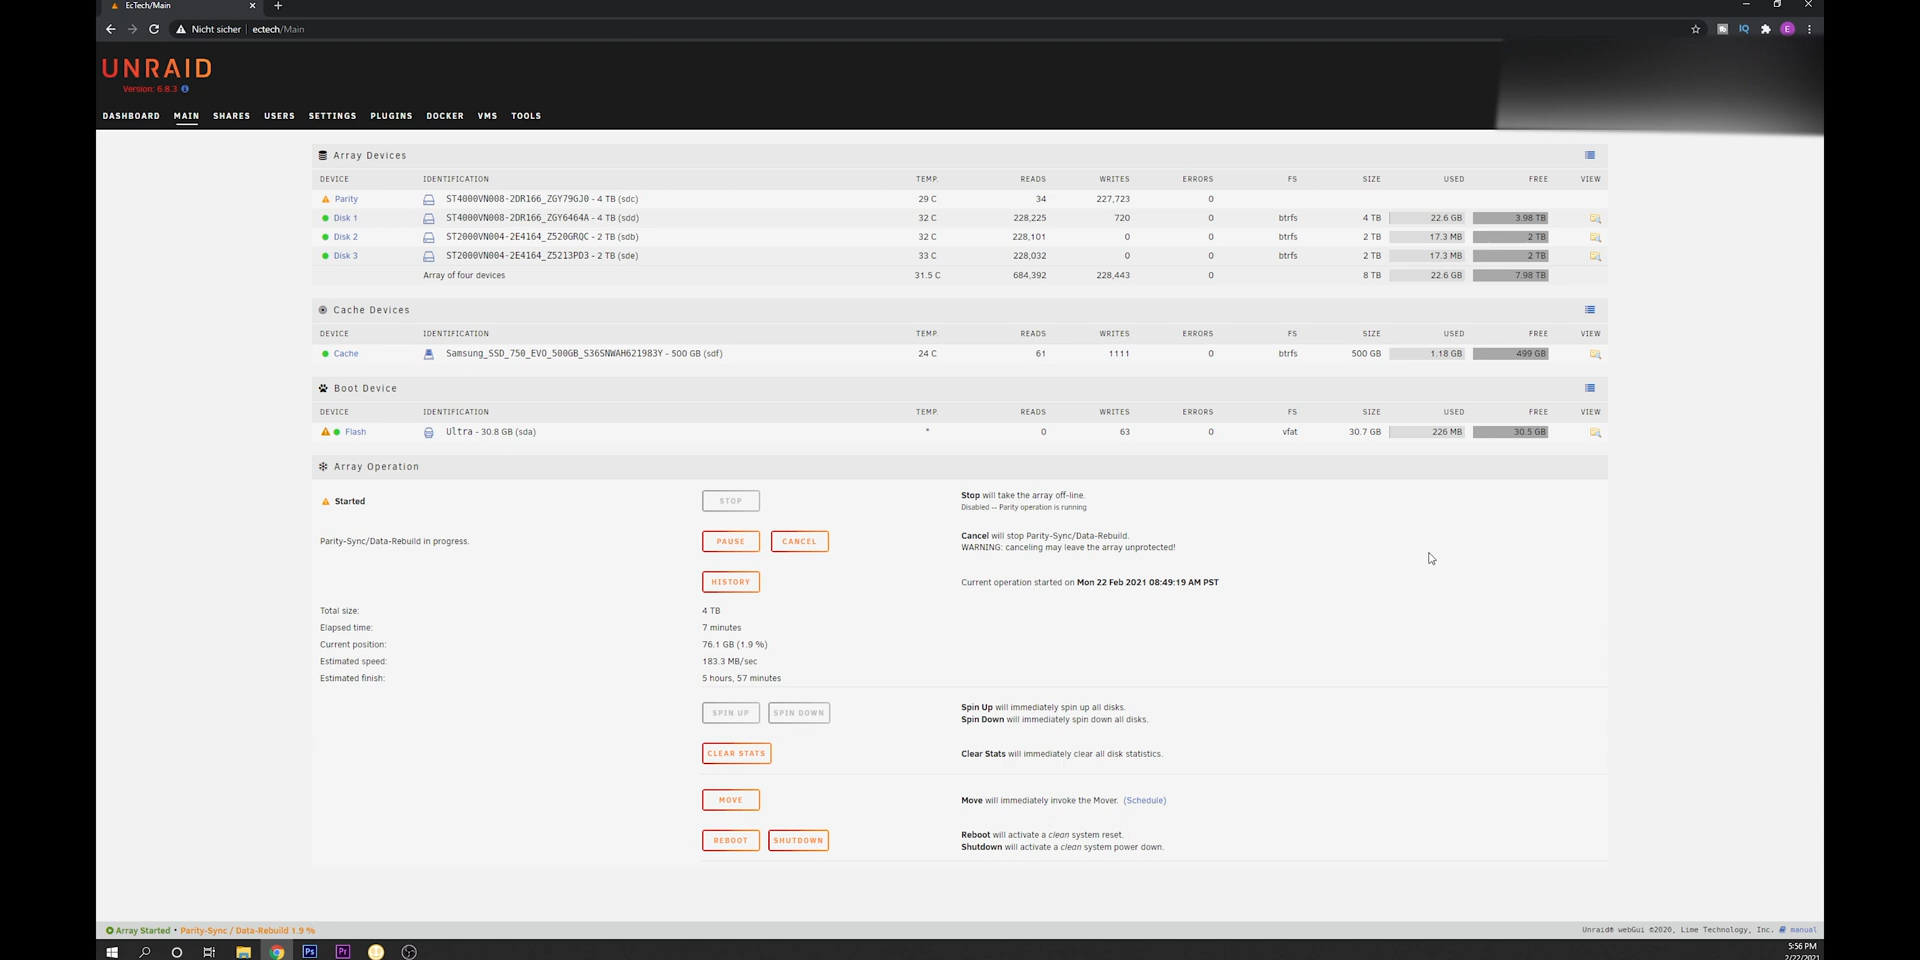 EcTech/Main
Nicht sicher ectech/Main
IQ E
UNRAID
Version: 6.8.3
DASHBOARD MAIN SHARES USERS SETTINGS PLUGINS DOCKER VMS TOOLS
Array Devices
DEVICE IDENTIFICATION TEMP. READS WRITES ERRORS FS SIZE USED FREE VIEW
Parity ST4000VN008-2DR166_ZGY79GJ0 - 4 TB (sdc) 29 C 34 227,723 0
Disk 1 ST4000VN008-2DR166_ZGY6464A - 4 TB (sdd) 32 C 228,225 720 0 btrfs 4 TB 22.6 GB 3.98 TB
Disk 2 ST2000VN004-2E4164_Z520GRQC - 2 TB (sdb) 32 C 228,101 0 0 btrfs 2 TB 17.3 MB 2 TB
Disk 3 ST2000VN004-2E4164_Z5213PD3 - 2 TB (sde) 33 C 228,032 0 0 btrfs 2 TB 17.3 MB 2 TB
Array of four devices 31.5 C 684,392 228,443 0 8 TB 22.6 GB 7.98 TB
Cache Devices
DEVICE IDENTIFICATION TEMP. READS WRITES ERRORS FS SIZE USED FREE VIEW
Cache Samsung_SSD_750_EVO_500GB_S36SNWAH621983Y - 500 GB (sdf) 24 C 61 1111 0 btrfs 500 GB 1.18 GB 499 GB
Boot Device
DEVICE IDENTIFICATION TEMP. READS WRITES ERRORS FS SIZE USED FREE VIEW
Flash Ultra - 30.8 GB (sda) * 0 63 0 vfat 30.7 GB 226 MB 30.5 GB
Array Operation
Started STOP Stop will take the array off-line.
Disabled -- Parity operation is running
Parity-Sync/Data-Rebuild in progress. PAUSE CANCEL Cancel will stop Parity-Sync/Data-Rebuild.
WARNING: canceling may leave the array unprotected!
HISTORY Current operation started on Mon 22 Feb 2021 08:49:19 AM PST
Total size: 4 TB
Elapsed time: 7 minutes
Current position: 76.1 GB (1.9 %)
Estimated speed: 183.3 MB/sec
Estimated finish: 5 hours, 57 minutes
SPIN UP SPIN DOWN Spin Up will immediately spin up all disks.
Spin Down will immediately spin down all disks.
CLEAR STATS Clear Stats will immediately clear all disk statistics.
MOVE Move will immediately invoke the Mover. (Schedule)
REBOOT SHUTDOWN Reboot will activate a clean system reset.
Shutdown will activate a clean system power down.
Array Started • Parity-Sync / Data-Rebuild 1.9 % Unraid® webGui ©2020, Lime Technology, Inc. manual
Ps Pr
5:56 PM
2/22/2021